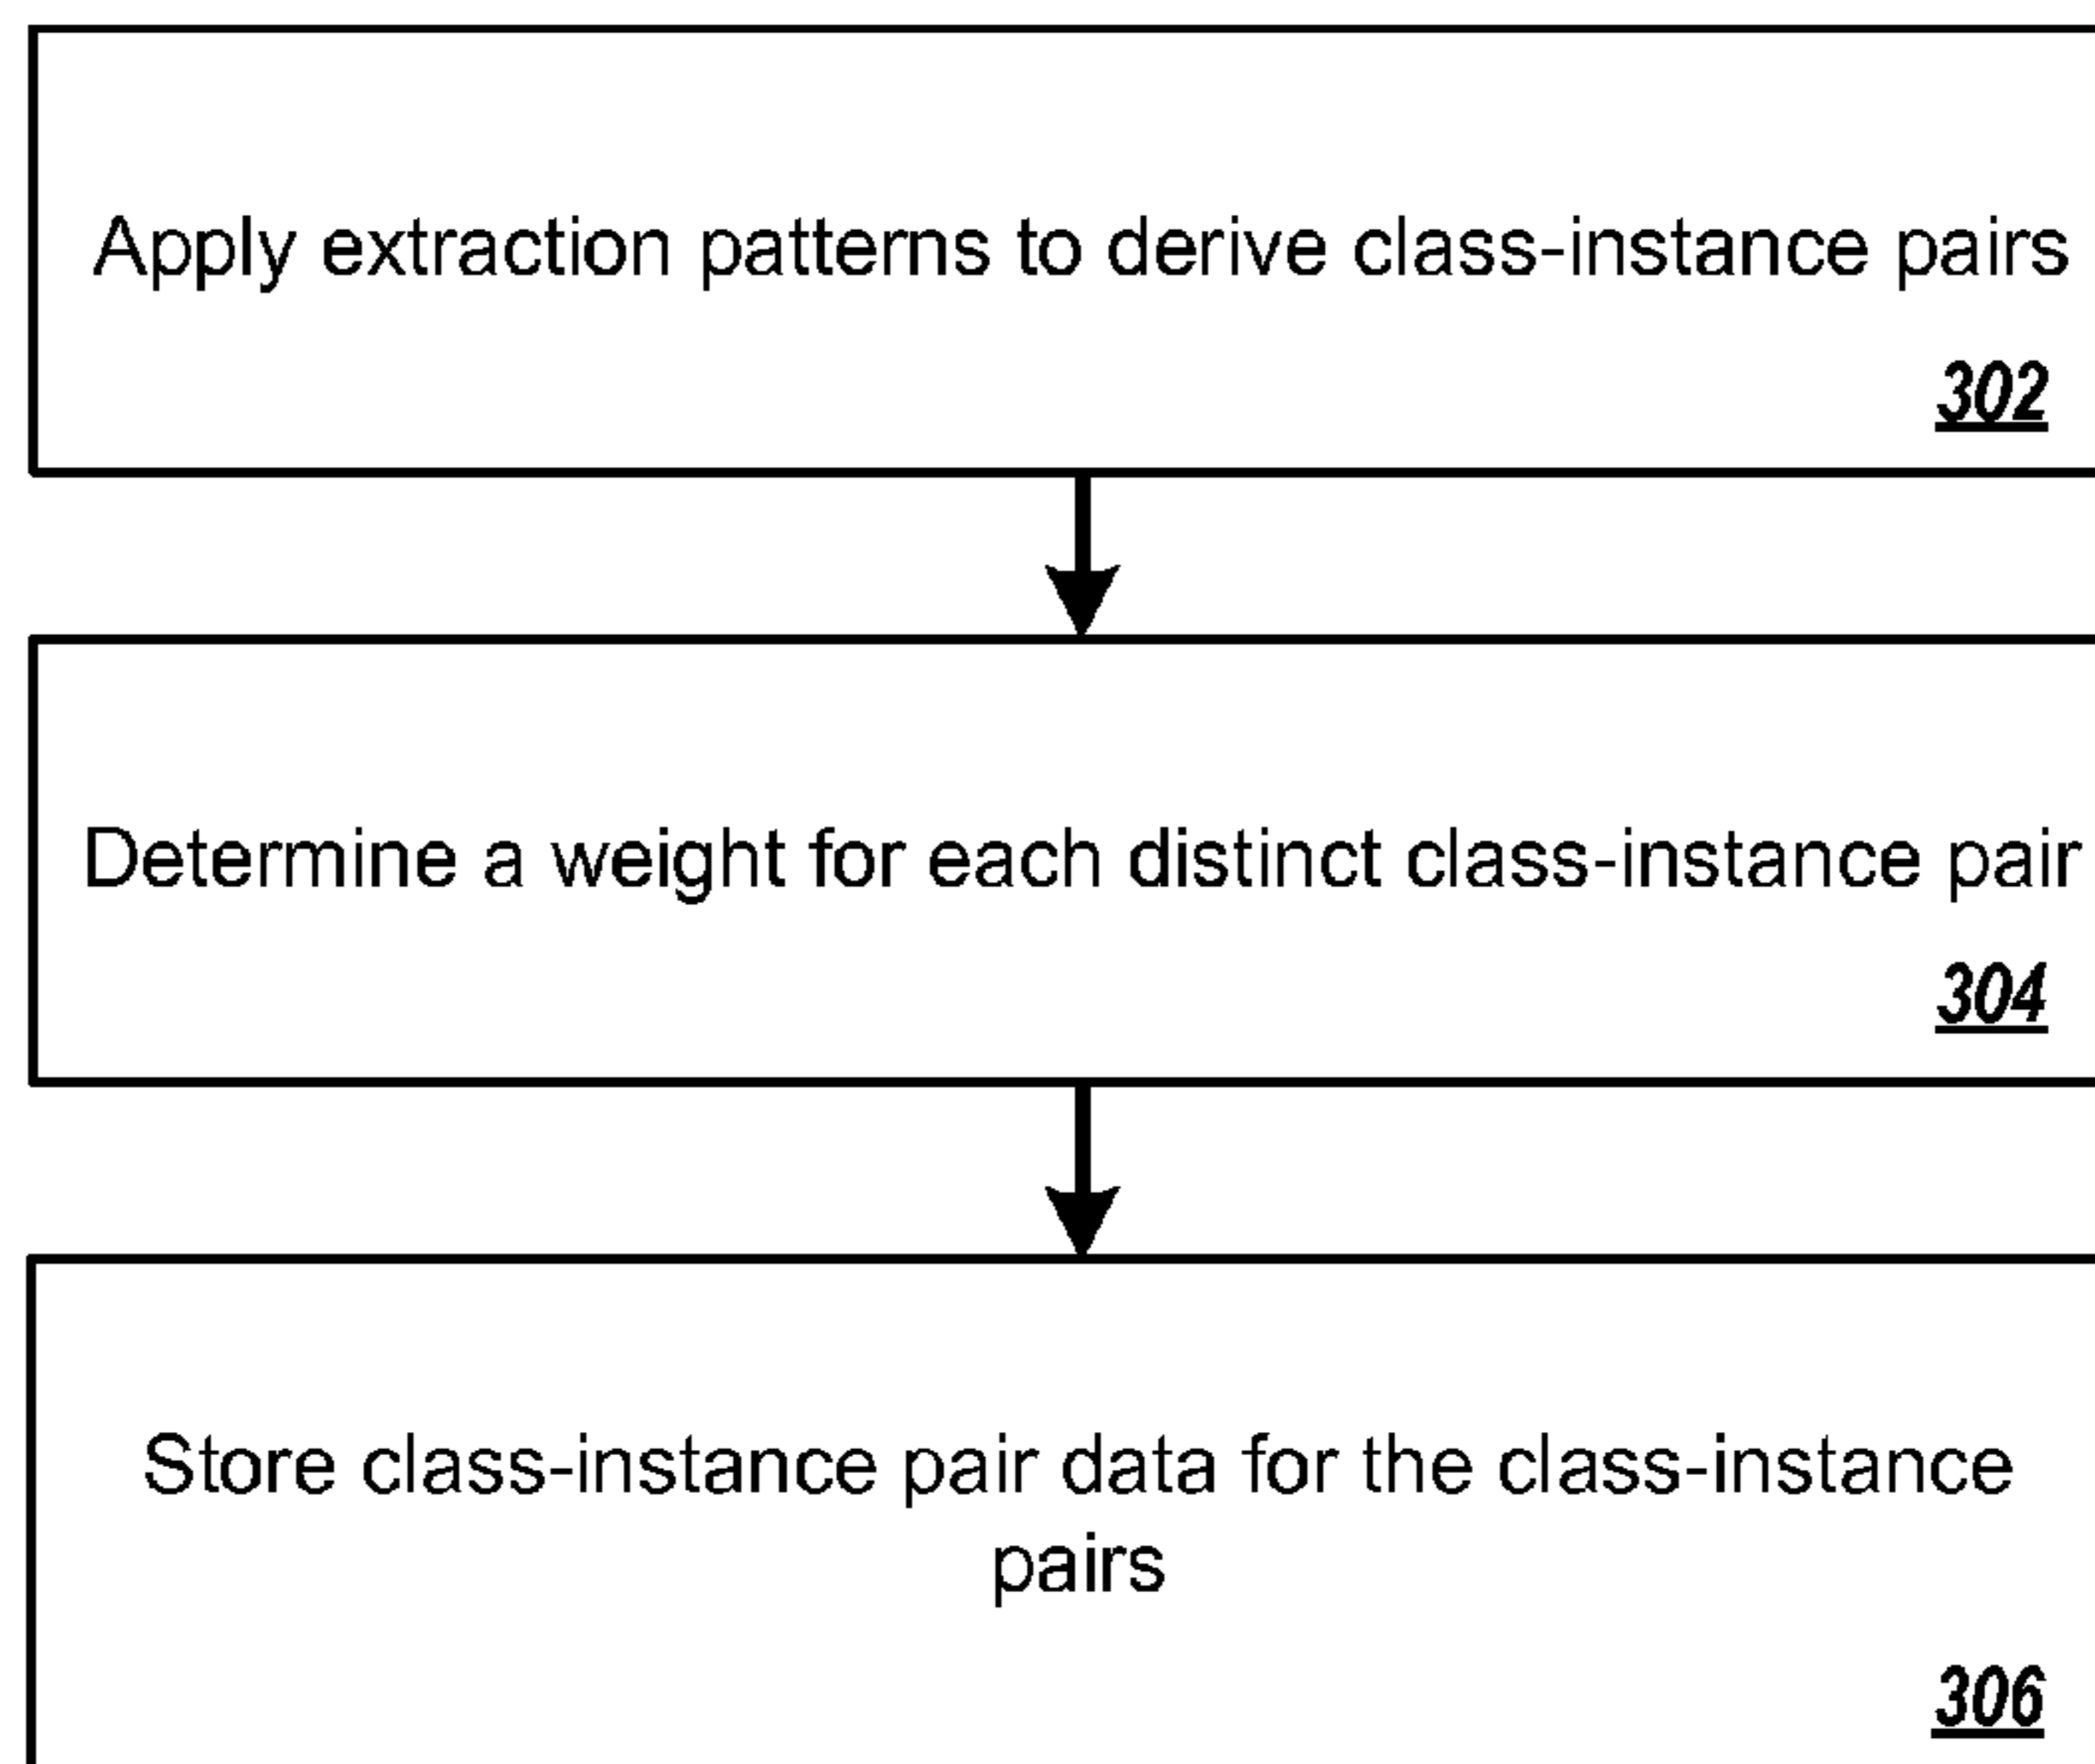 Apply extraction patterns to derive class-instance pairs
302
Determine a weight for each distinct class-instance pair
304
Store class-instance pair data for the class-instance
pairs
306